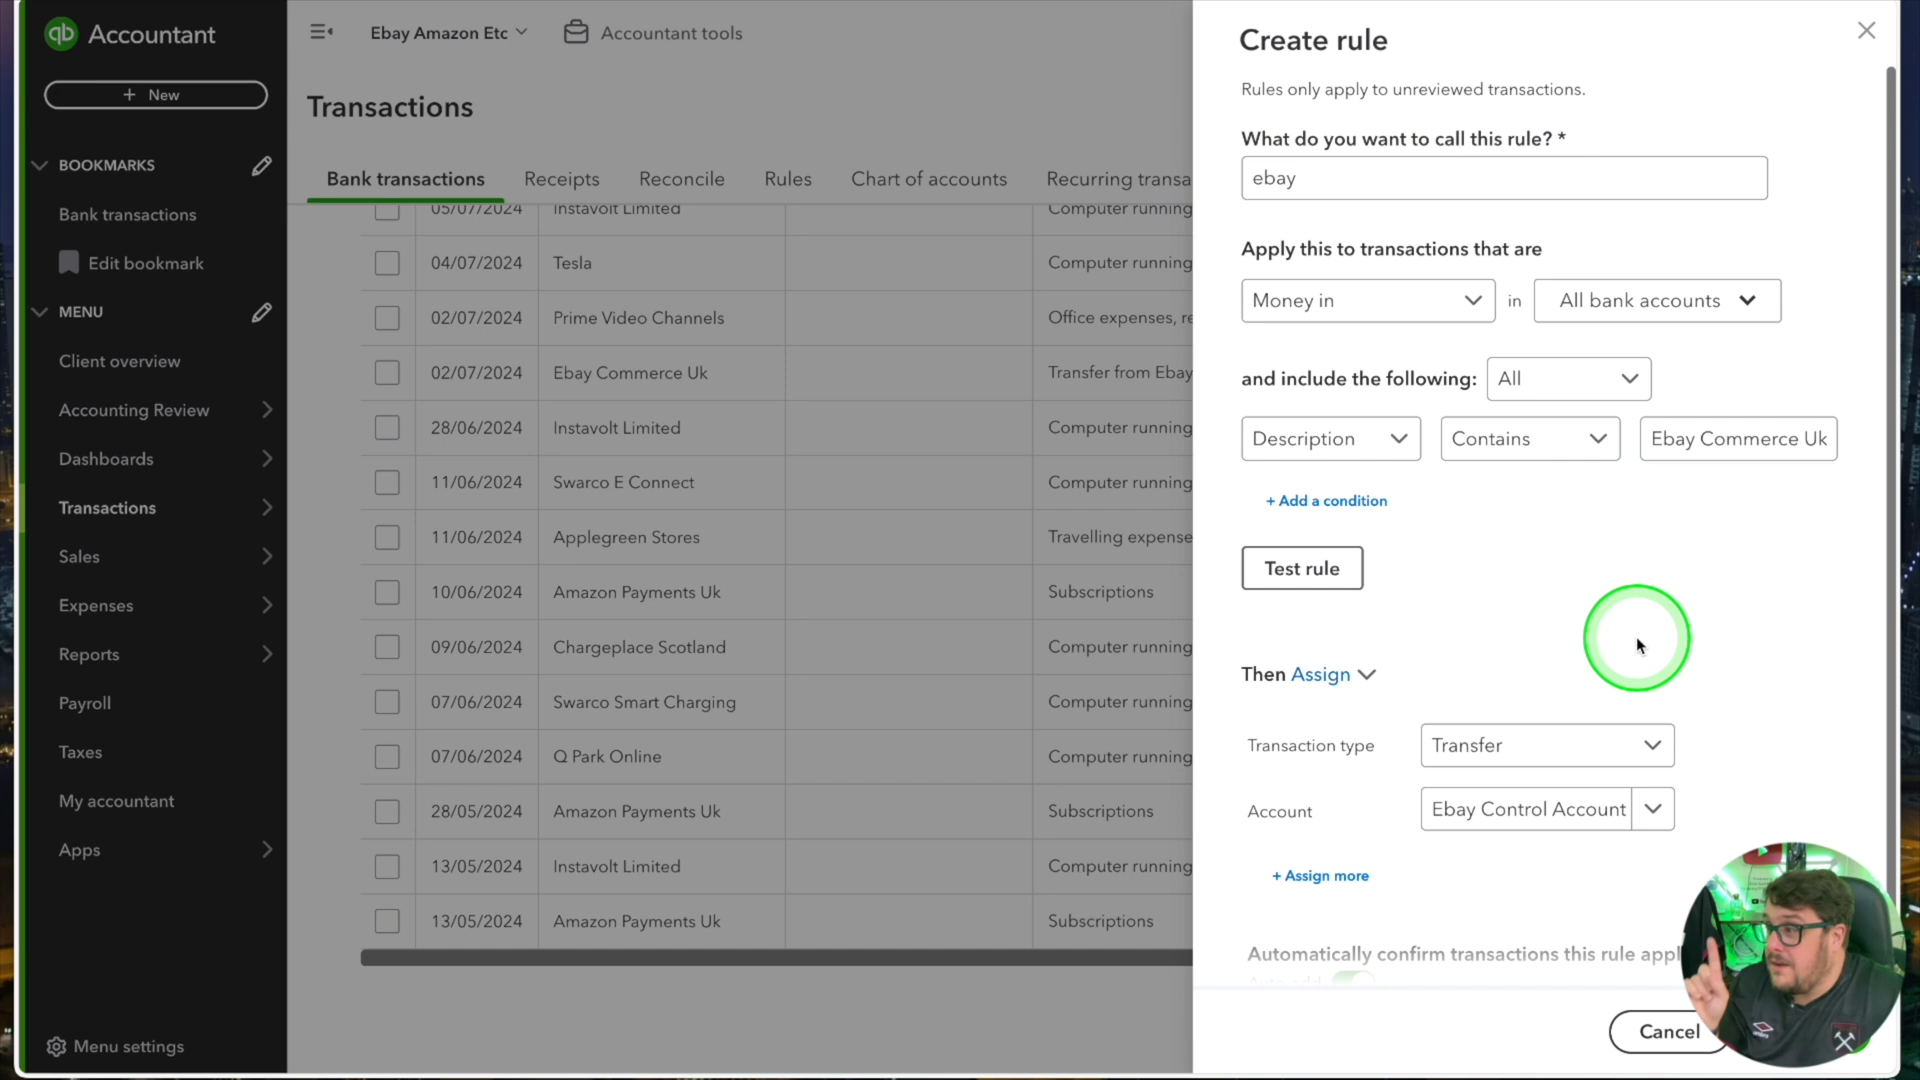 qb Accountant
+ New
BOOKMARKS
Bank transactions
Edit bookmark
MENU
Client overview
Accounting Review
Dashboards
Transactions
Sales
Expenses
Reports
Payroll
Taxes
My accountant
Apps
Menu settings
Ebay Amazon Etc
Accountant tools
Transactions
Bank transactions Receipts Reconcile Rules Chart of accounts Recurring transa
05/07/2024 Instavolt Limited Computer running
04/07/2024 Tesla Computer running
02/07/2024 Prime Video Channels Office expenses, re
02/07/2024 Ebay Commerce Uk Transfer from Ebay
28/06/2024 Instavolt Limited Computer running
11/06/2024 Swarco E Connect Computer running
11/06/2024 Applegreen Stores Travelling expense
10/06/2024 Amazon Payments Uk Subscriptions
09/06/2024 Chargeplace Scotland Computer running
07/06/2024 Swarco Smart Charging Computer running
07/06/2024 Q Park Online Computer running
28/05/2024 Amazon Payments Uk Subscriptions
13/05/2024 Instavolt Limited Computer running
13/05/2024 Amazon Payments Uk Subscriptions
Create rule
Rules only apply to unreviewed transactions.
What do you want to call this rule? *
ebay
Apply this to transactions that are
Money in in All bank accounts
and include the following: All
Description Contains Ebay Commerce Uk
+ Add a condition
Test rule
Then Assign
Transaction type Transfer
Account Ebay Control Account
+ Assign more
Automatically confirm transactions this rule appl
Auto add
Cancel